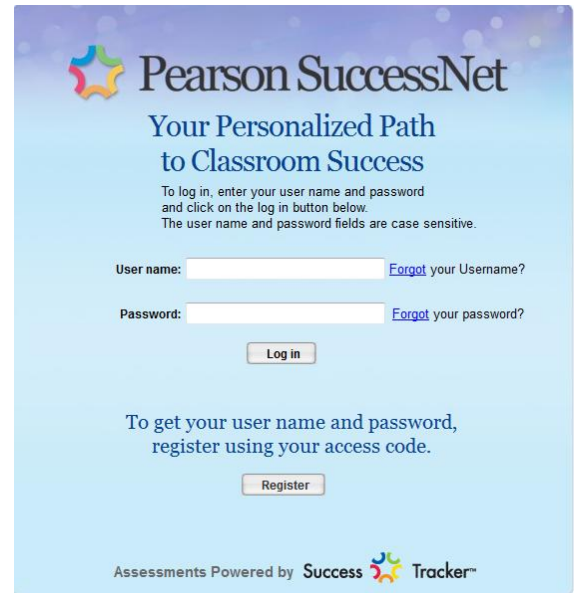 Pearson SuccessNet
Your Personalized Path
to Classroom Success
To log in, enter your user name and password
and click on the log in button below.
The user name and password fields are case sensitive.
User name: Forgot your Username?
Password: Forgot your password?
Log in
To get your user name and password,
register using your access code.
Register
Assessments Powered by Success Tracker™